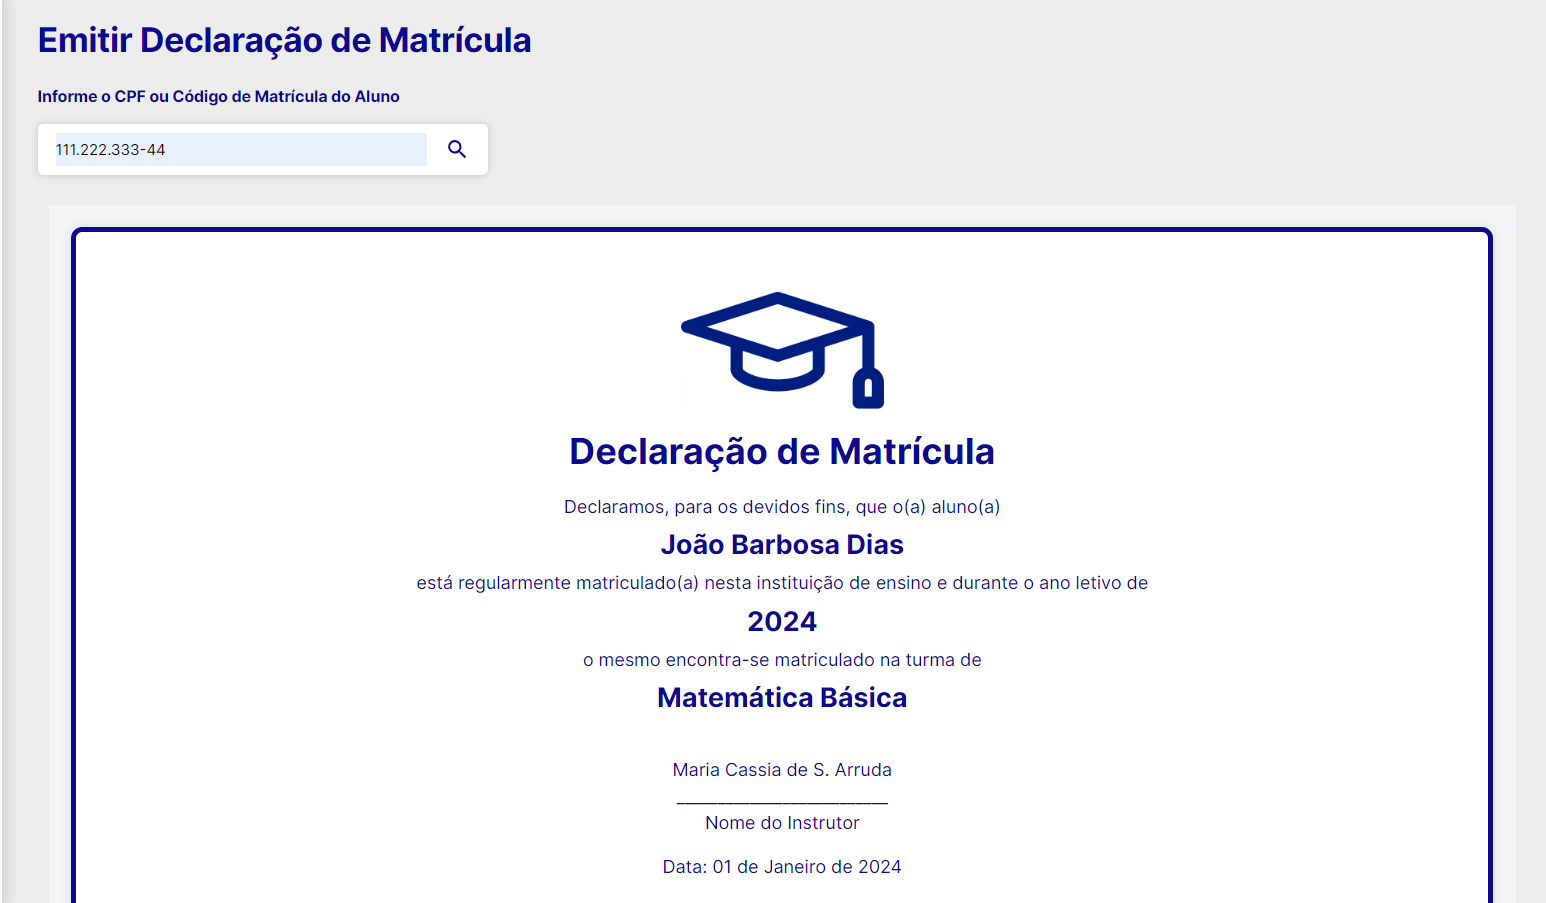 Emitir Declaração de Matrícula
Informe o CPF ou Código de Matrícula do Aluno
111.222.333-44
Declaração de Matrícula
Declaramos, para os devidos fins, que o(a) aluno(a)
João Barbosa Dias
está regularmente matriculado(a) nesta instituição de ensino e durante o ano letivo de
2024
o mesmo encontra-se matriculado na turma de
Matemática Básica
Maria Cassia de S. Arruda
__________________________
Nome do Instrutor
Data: 01 de Janeiro de 2024